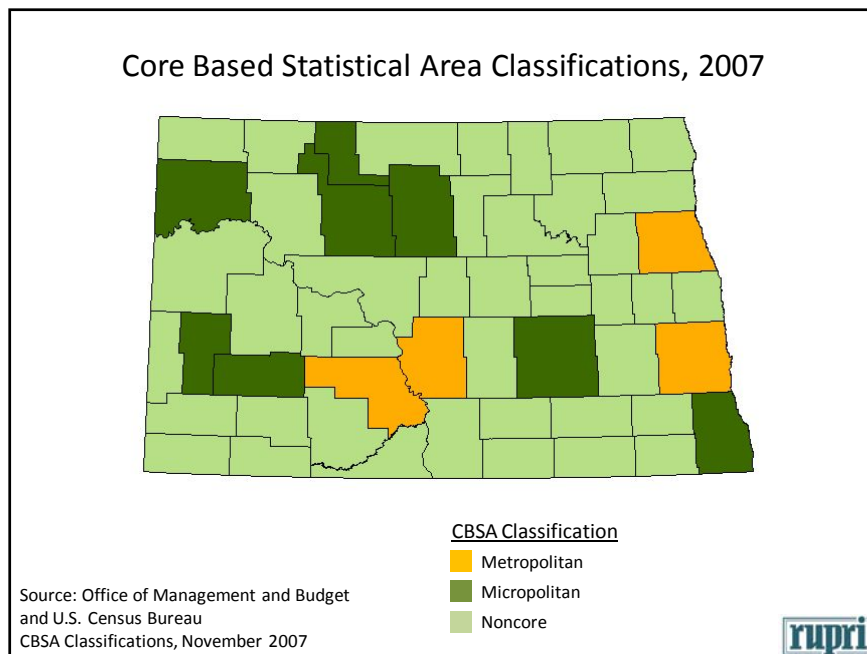 Core Based Statistical Area Classifications, 2007
CBSA Classification
Metropolitan
Micropolitan
Noncore
Source: Office of Management and Budget
and U.S. Census Bureau
CBSA Classifications, November 2007
rupri